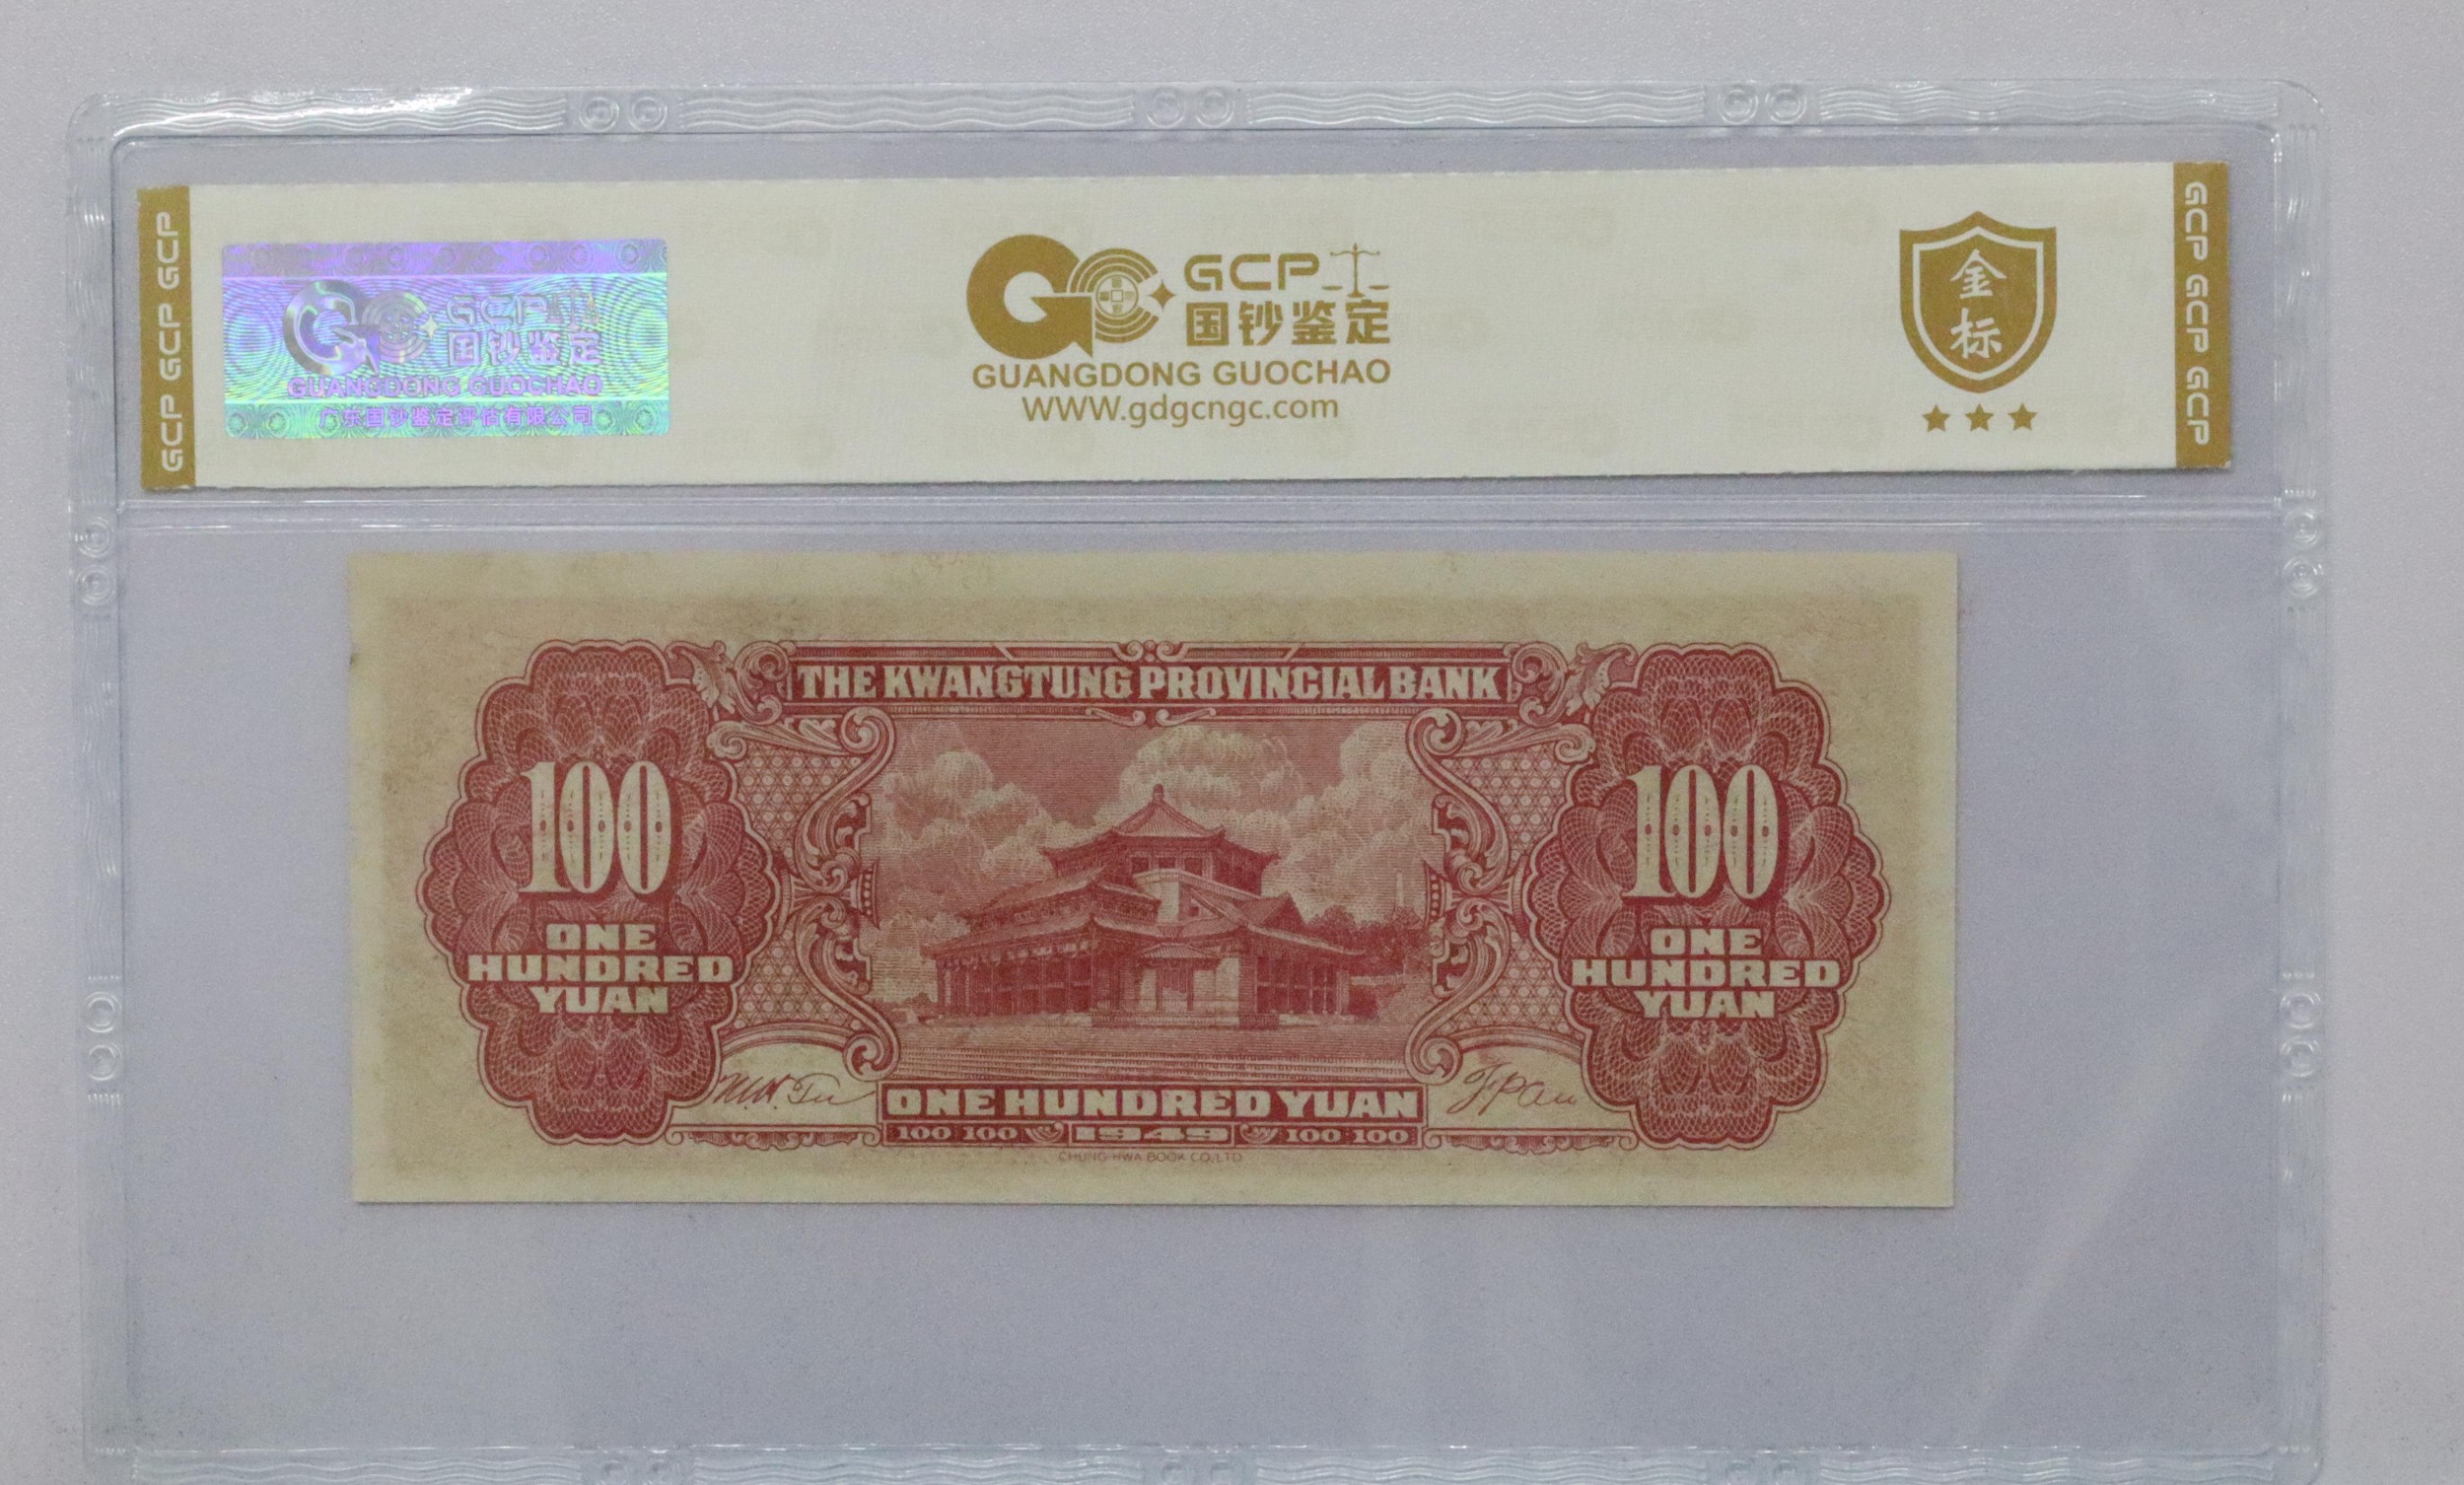 GCP GCP GCP
GCP
国钞鉴定
GUANGDONG GUOCHAO
广东国钞鉴定评估有限公司
GCP
国钞鉴定
GUANGDONG GUOCHAO
WWW.gdgcngc.com
金
标
GCP GCP GCP
THE KWANGTUNG PROVINCIAL BANK
100
ONE
HUNDRED
YUAN
100
ONE
HUNDRED
YUAN
ONE HUNDRED YUAN
100 100 1949 100 100
CHUNG HWA BOOK CO., LTD